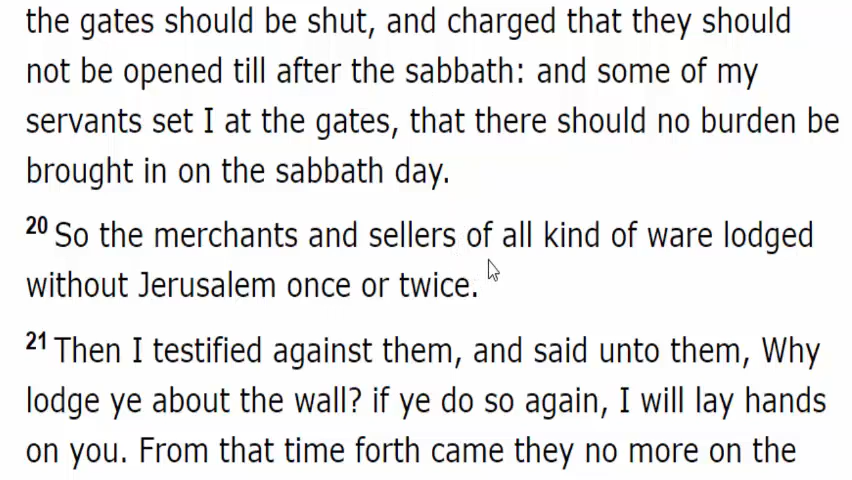 the gates should be shut, and charged that they should
not be opened till after the sabbath: and some of my
servants set I at the gates, that there should no burden be
brought in on the sabbath day.
20 So the merchants and sellers of all kind of ware lodged
without Jerusalem once or twice.
21 Then I testified against them, and said unto them, Why
lodge ye about the wall? if ye do so again, I will lay hands
on you. From that time forth came they no more on the